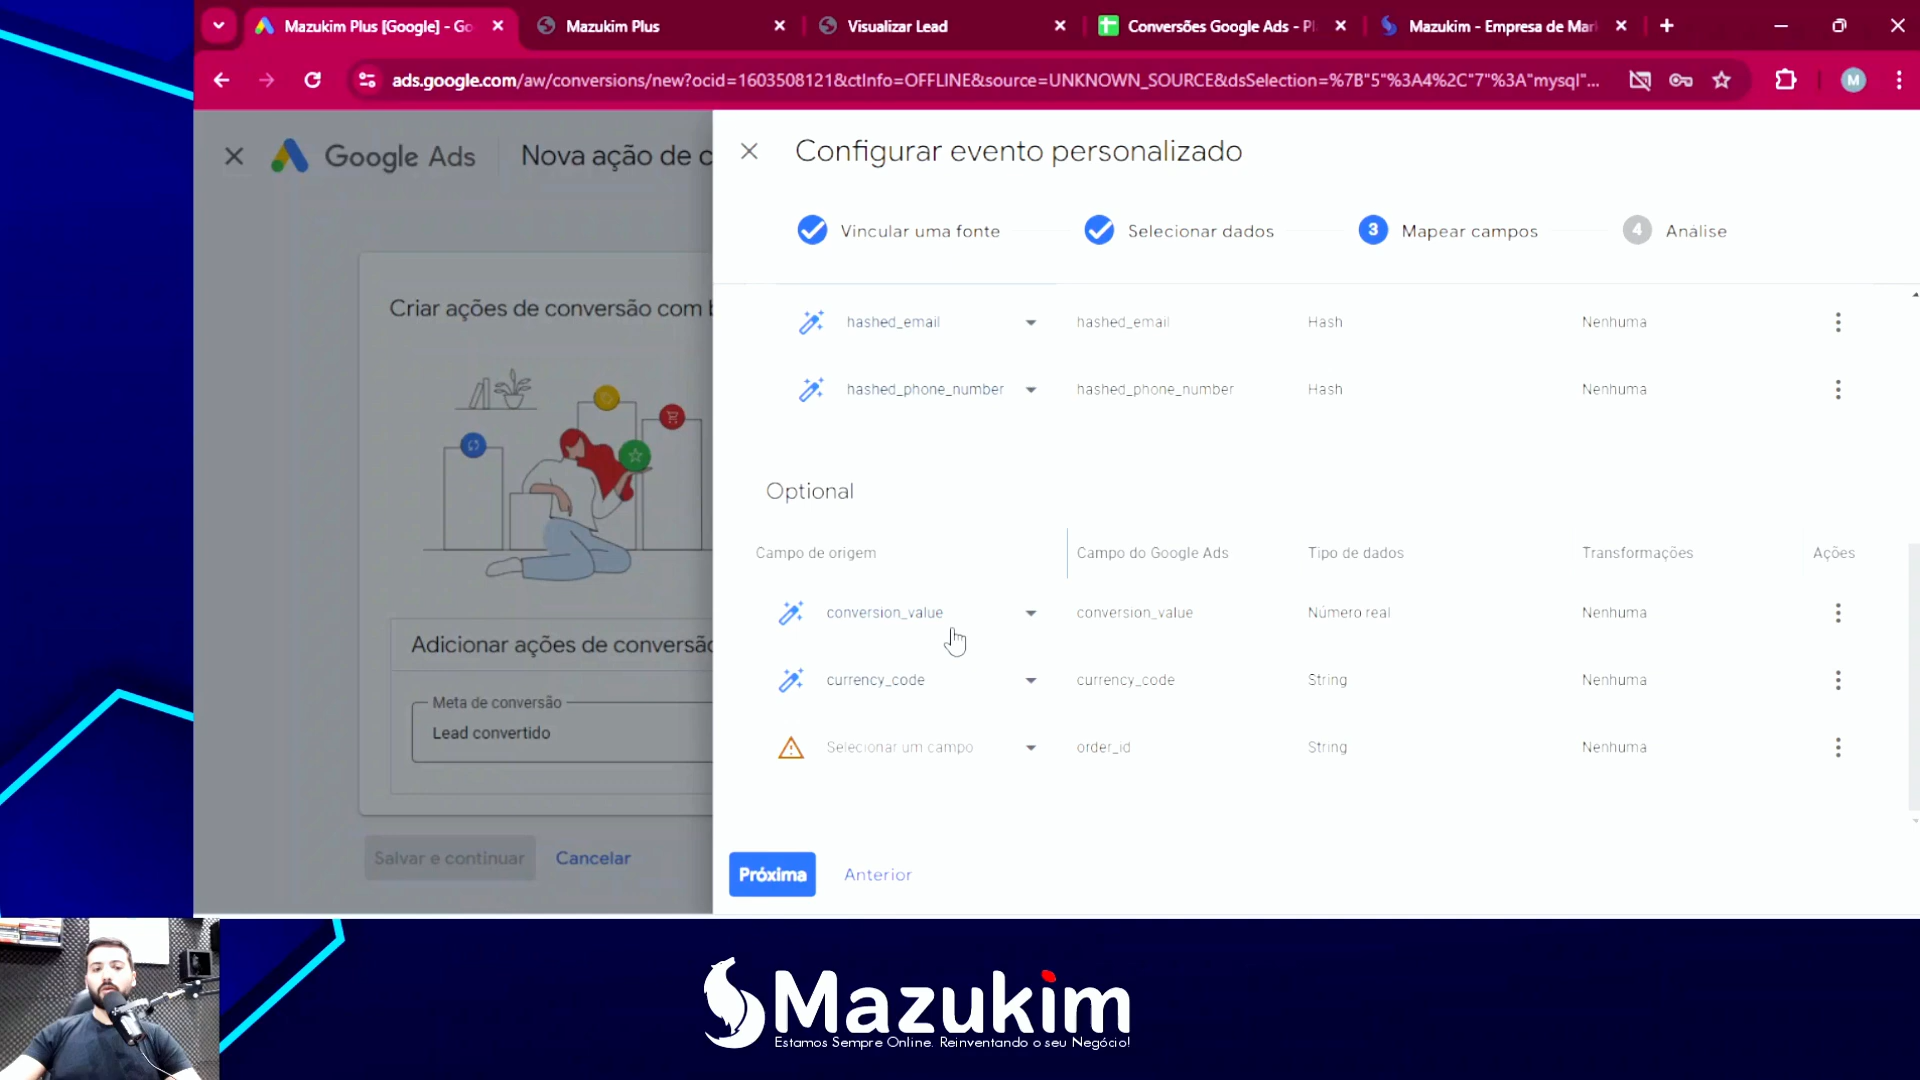 Mazukim Plus [Google] - Go
Mazukim Plus
Visualizar Lead
Conversões Google Ads - Pl
Mazukim - Empresa de Mar
ads.google.com/aw/conversions/new?ocid=1603508121&ctInfo=OFFLINE&source=UNKNOWN_SOURCE&dsSelection=%7B"5"%3A4%2C"7"%3A"mysql"...
M
Google Ads
Nova ação de c
Configurar evento personalizado
Vincular uma fonte
Selecionar dados
3 Mapear campos
4 Análise
Criar ações de conversão com b
hashed_email hashed_email Hash Nenhuma
hashed_phone_number hashed_phone_number Hash Nenhuma
Optional
Campo de origem Campo do Google Ads Tipo de dados Transformações Ações
conversion_value conversion_value Número real Nenhuma
currency_code currency_code String Nenhuma
Selecionar um campo order_id String Nenhuma
Adicionar ações de conversão
Meta de conversão
Lead convertido
Salvar e continuar
Cancelar
Próxima
Anterior
Mazukim
Estamos Sempre Online. Reinventando o seu Negócio!